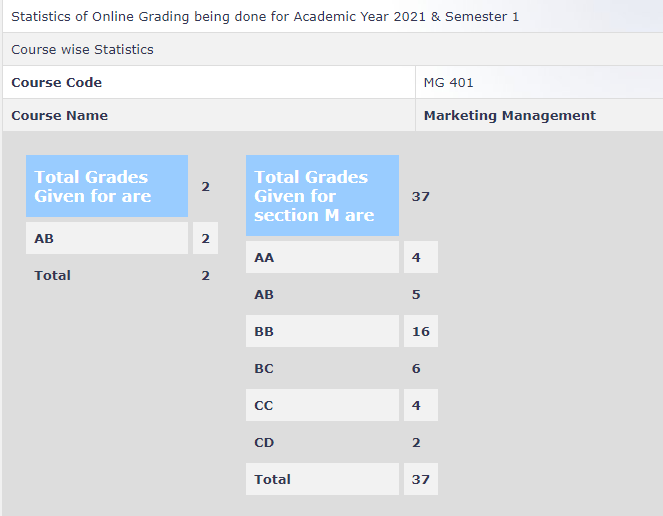 Statistics of Online Grading being done for Academic Year 2021 & Semester 1
Course wise Statistics
Course Code MG 401
Course Name Marketing Management
Total Grades
Given for are
2
AB 2
Total 2
Total Grades
Given for
section M are
37
AA 4
AB 5
BB 16
BC 6
CC 4
CD 2
Total 37